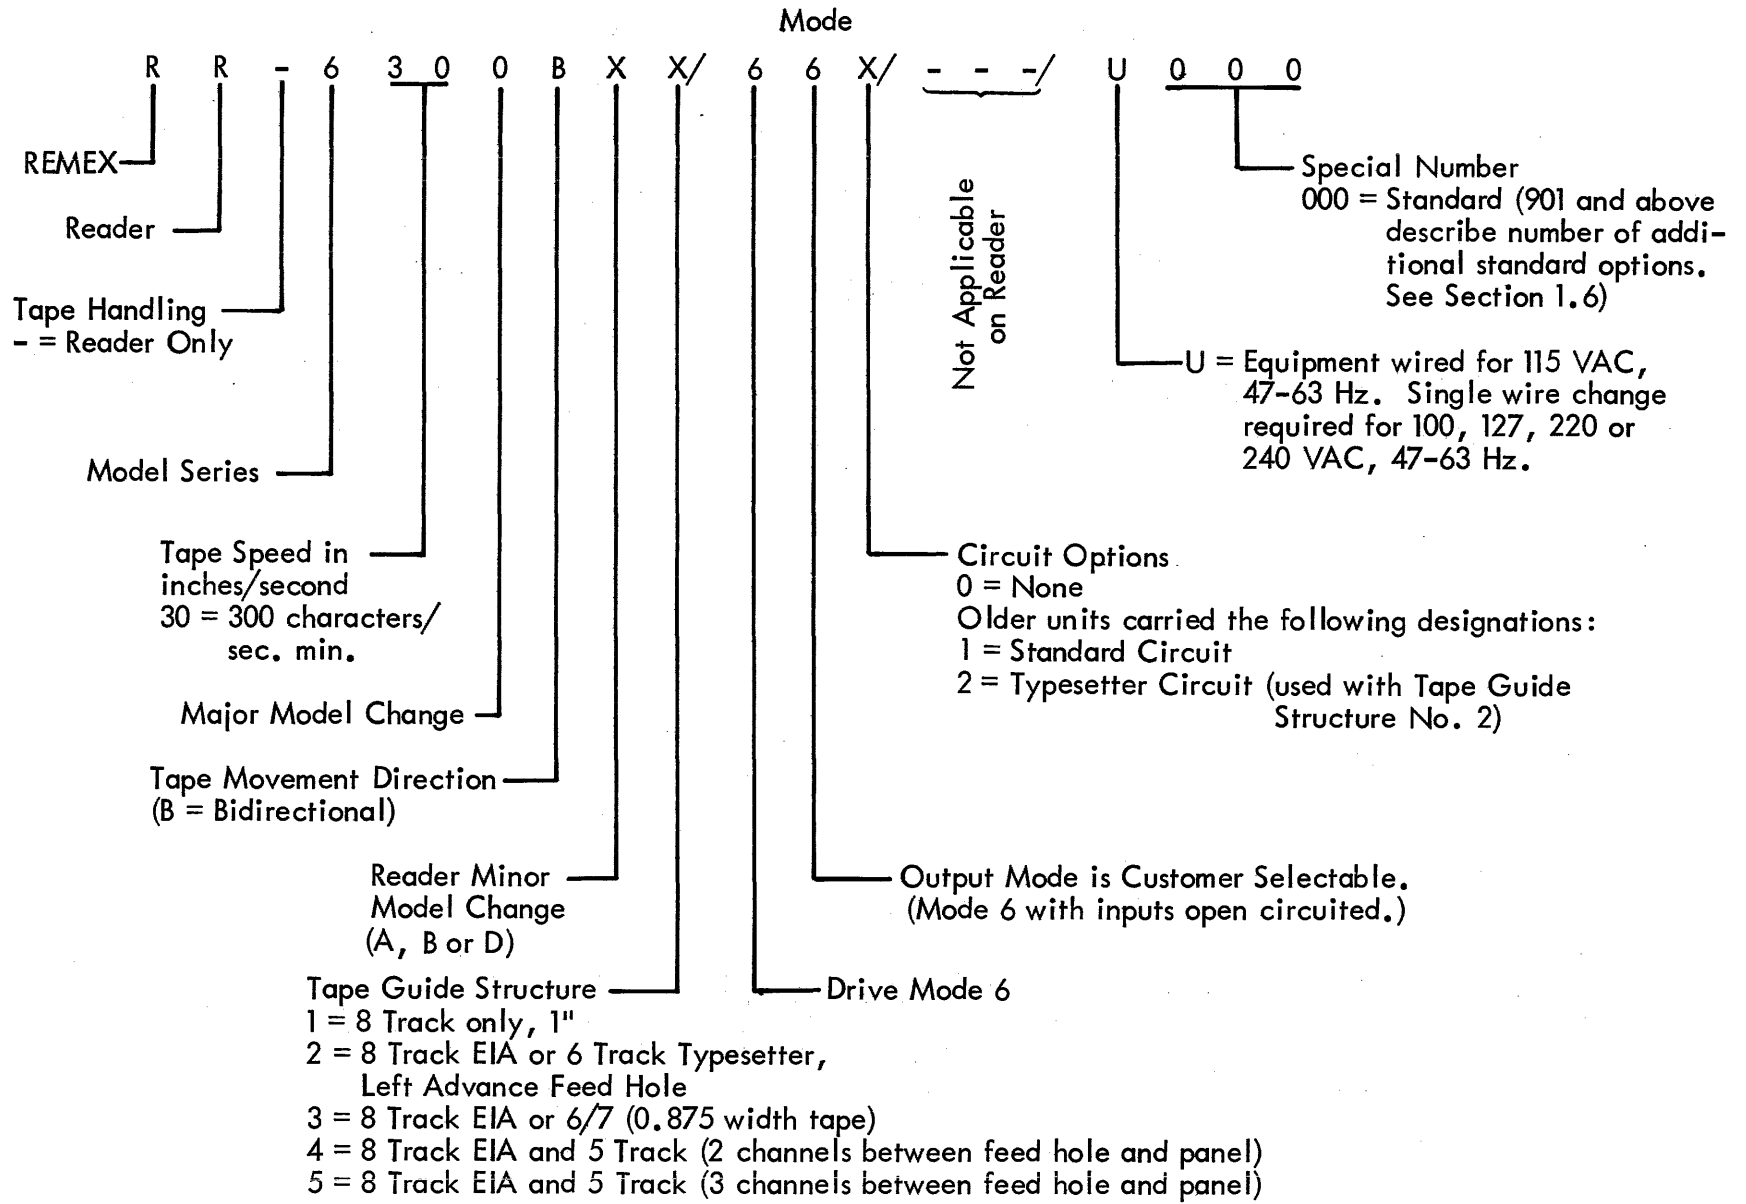 Mode
R R - 6 3 0 0 B X X/ 6 6 X/ - - -/ U 0 0 0
REMEX
Reader
Tape Handling
- = Reader Only
Model Series
Tape Speed in
inches/second
30 = 300 characters/
sec. min.
Major Model Change
Tape Movement Direction
(B = Bidirectional)
Reader Minor
Model Change
(A, B or D)
Tape Guide Structure
1 = 8 Track only, 1"
2 = 8 Track EIA or 6 Track Typesetter,
Left Advance Feed Hole
3 = 8 Track EIA or 6/7 (0.875 width tape)
4 = 8 Track EIA and 5 Track (2 channels between feed hole and panel)
5 = 8 Track EIA and 5 Track (3 channels between feed hole and panel)
Drive Mode 6
Output Mode is Customer Selectable.
(Mode 6 with inputs open circuited.)
Circuit Options
0 = None
Older units carried the following designations:
1 = Standard Circuit
2 = Typesetter Circuit (used with Tape Guide
Structure No. 2)
Not Applicable
on Reader
U = Equipment wired for 115 VAC,
47-63 Hz. Single wire change
required for 100, 127, 220 or
240 VAC, 47-63 Hz.
Special Number
000 = Standard (901 and above
describe number of addi-
tional standard options.
See Section 1.6)